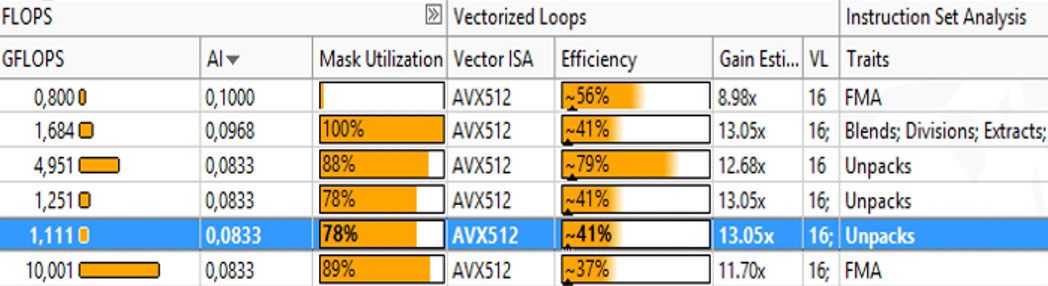 FLOPS Vectorized Loops Instruction Set Analysis
GFLOPS AI Mask Utilization Vector ISA Efficiency Gain Esti... VL Traits
0,800 0,1000 AVX512 ~56% 8.98x 16 FMA
1,684 0,0968 100% AVX512 ~41% 13.05x 16; Blends; Divisions; Extracts;
4,951 0,0833 88% AVX512 ~79% 12.68x 16 Unpacks
1,251 0,0833 78% AVX512 ~41% 13.05x 16; Unpacks
1,111 0,0833 78% AVX512 ~41% 13.05x 16; Unpacks
10,001 0,0833 89% AVX512 ~37% 11.70x 16; FMA